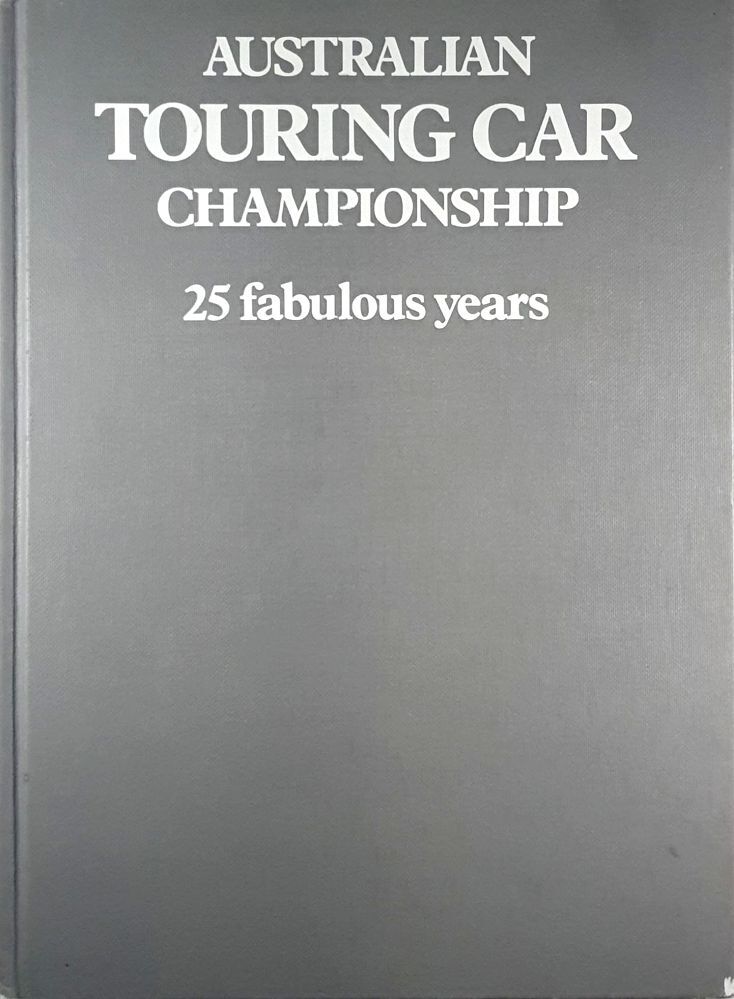 AUSTRALIAN
TOURING CAR
CHAMPIONSHIP
25 fabulous years